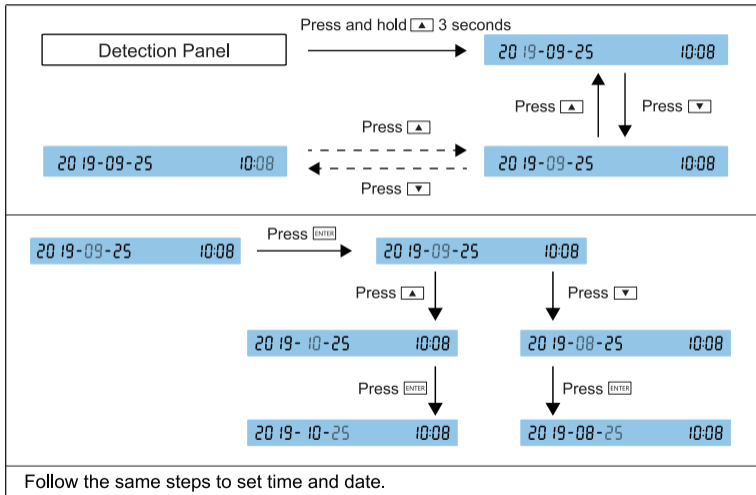 Press and hold ▲ 3 seconds
Detection Panel
2019-09-25 10:08
Press ▲ Press ▼
Press ▲
2019-09-25 10:08
2019-09-25 10:08
Press ▼
Press ENTER
2019-09-25 10:08
2019-09-25 10:08
Press ▲
Press ▼
2019-10-25 10:08
2019-08-25 10:08
Press ENTER
Press ENTER
2019-10-25 10:08
2019-08-25 10:08
Follow the same steps to set time and date.